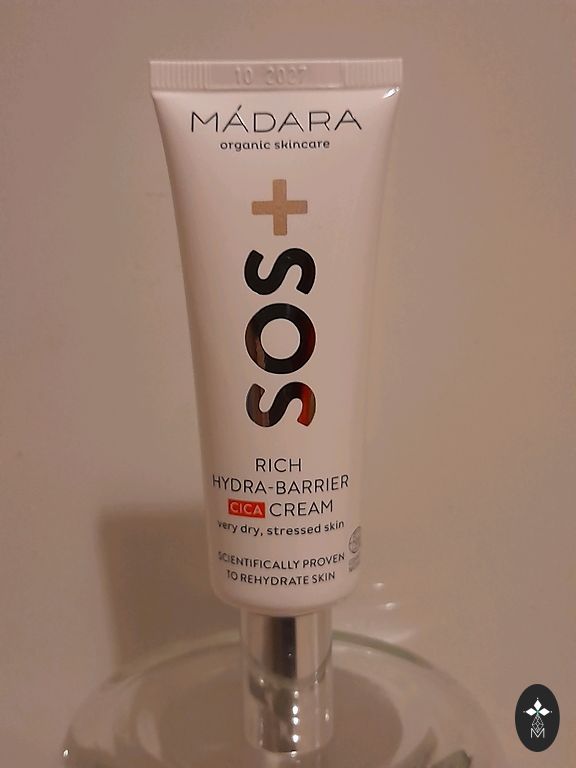 10 2027
MÁDARA
organic skincare
SOS+
RICH
HYDRA-BARRIER
CICA CREAM
very dry, stressed skin
SCIENTIFICALLY PROVEN
TO REHYDRATE SKIN
M